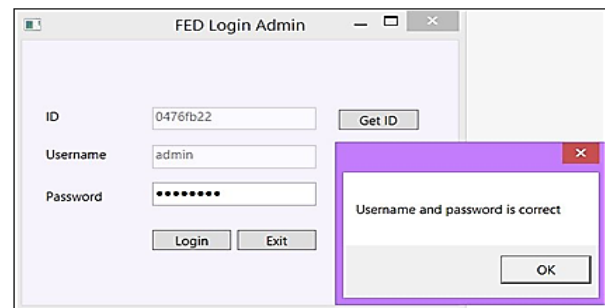 FED Login Admin
ID
0476fb22
Get ID
Username
admin
Password
••••••••
Login
Exit
Username and password is correct
OK